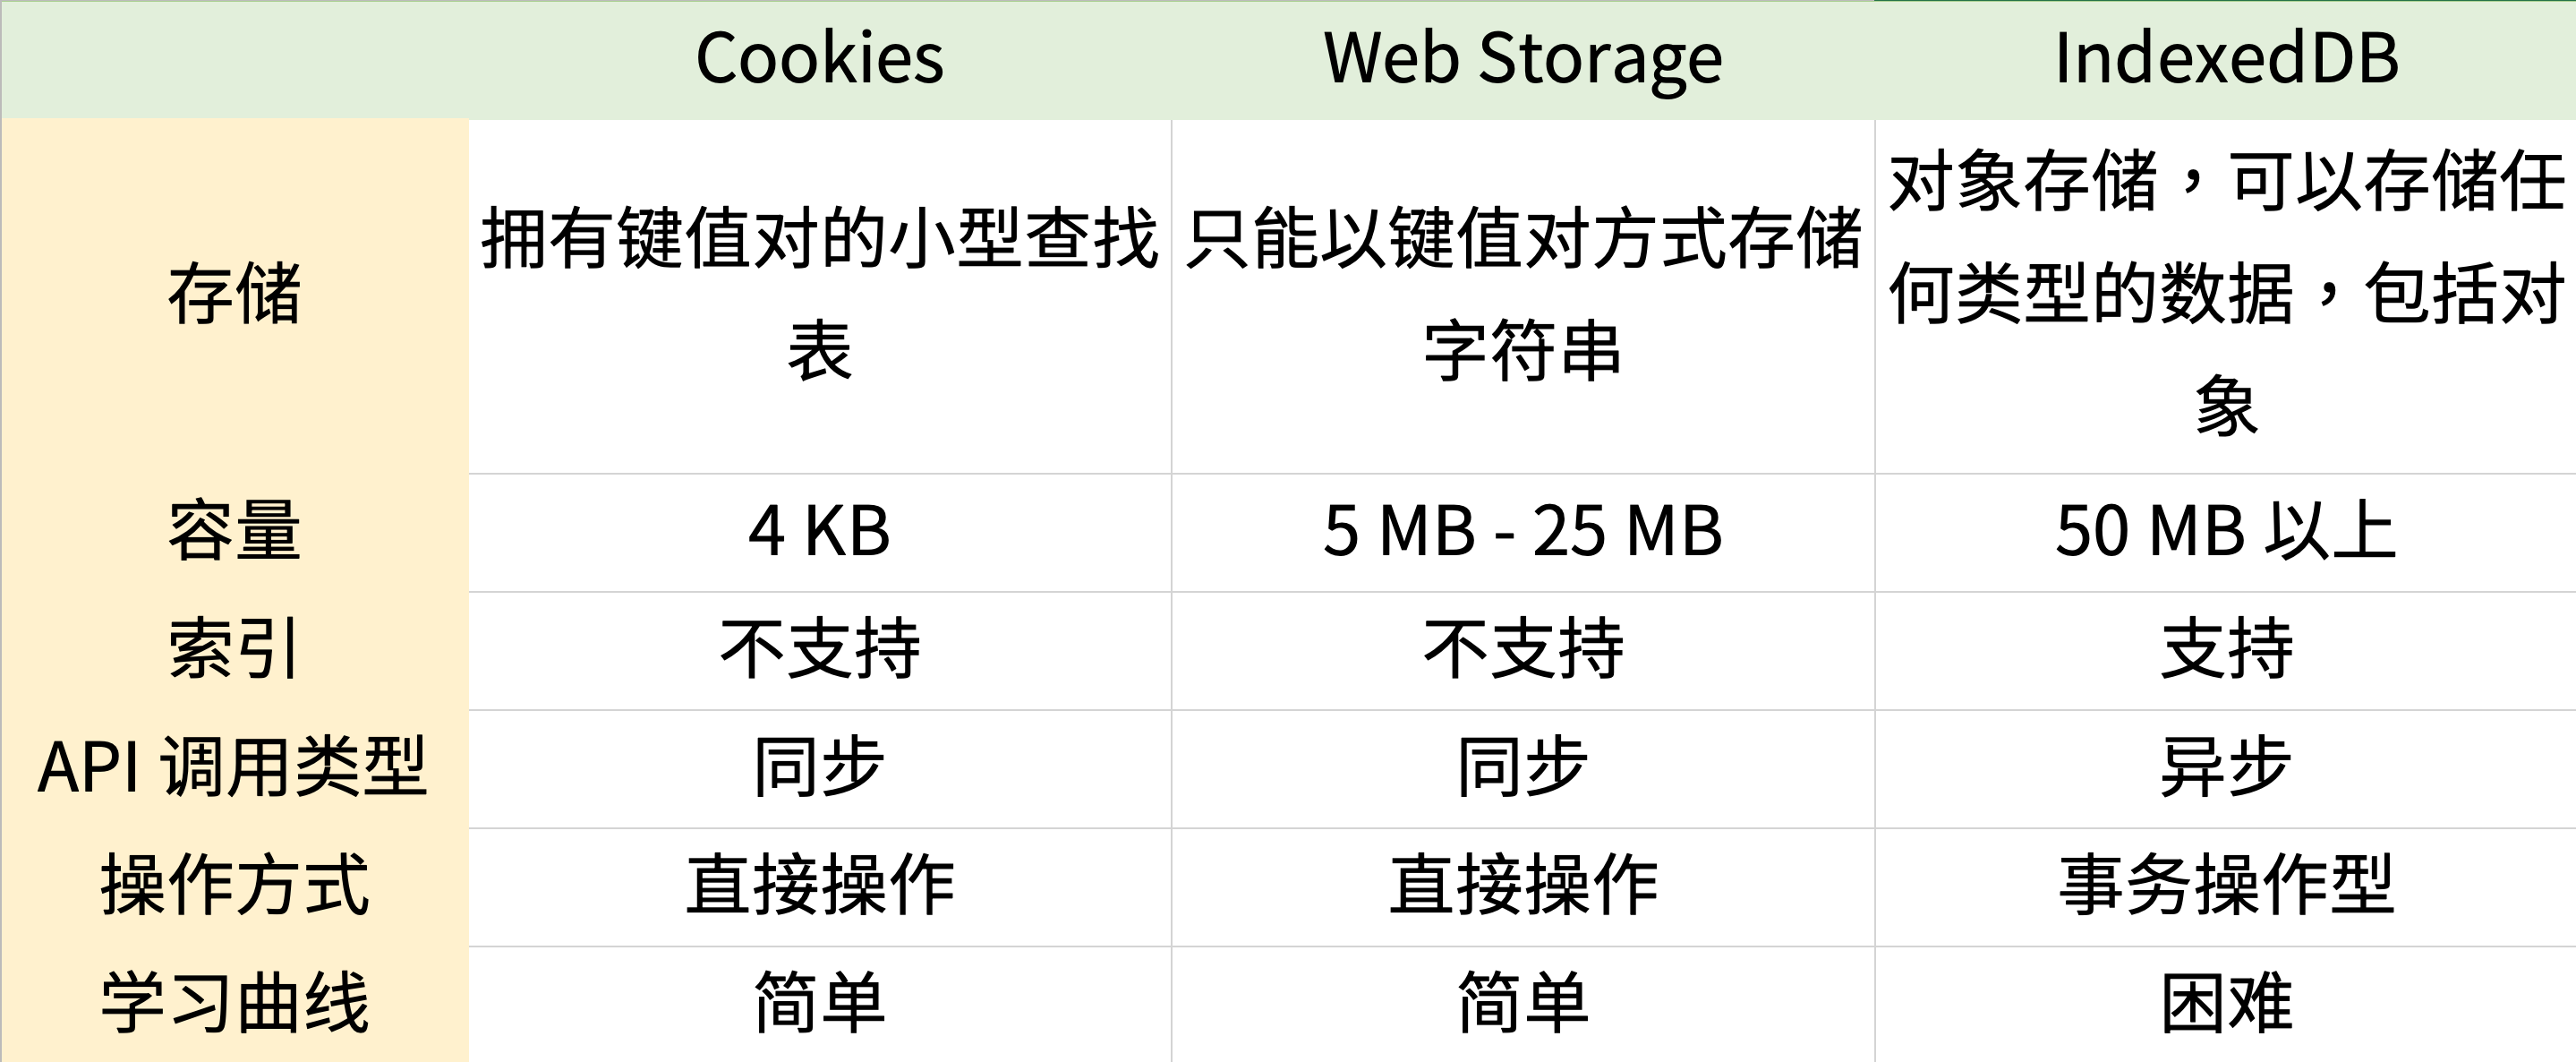 Cookies Web Storage IndexedDB
存储 拥有键值对的小型查找 只能以键值对方式存储 对象存储，可以存储任
表 字符串 何类型的数据，包括对
象
容量 4 KB 5 MB - 25 MB 50 MB 以上
索引 不支持 不支持 支持
API 调用类型 同步 同步 异步
操作方式 直接操作 直接操作 事务操作型
学习曲线 简单 简单 困难